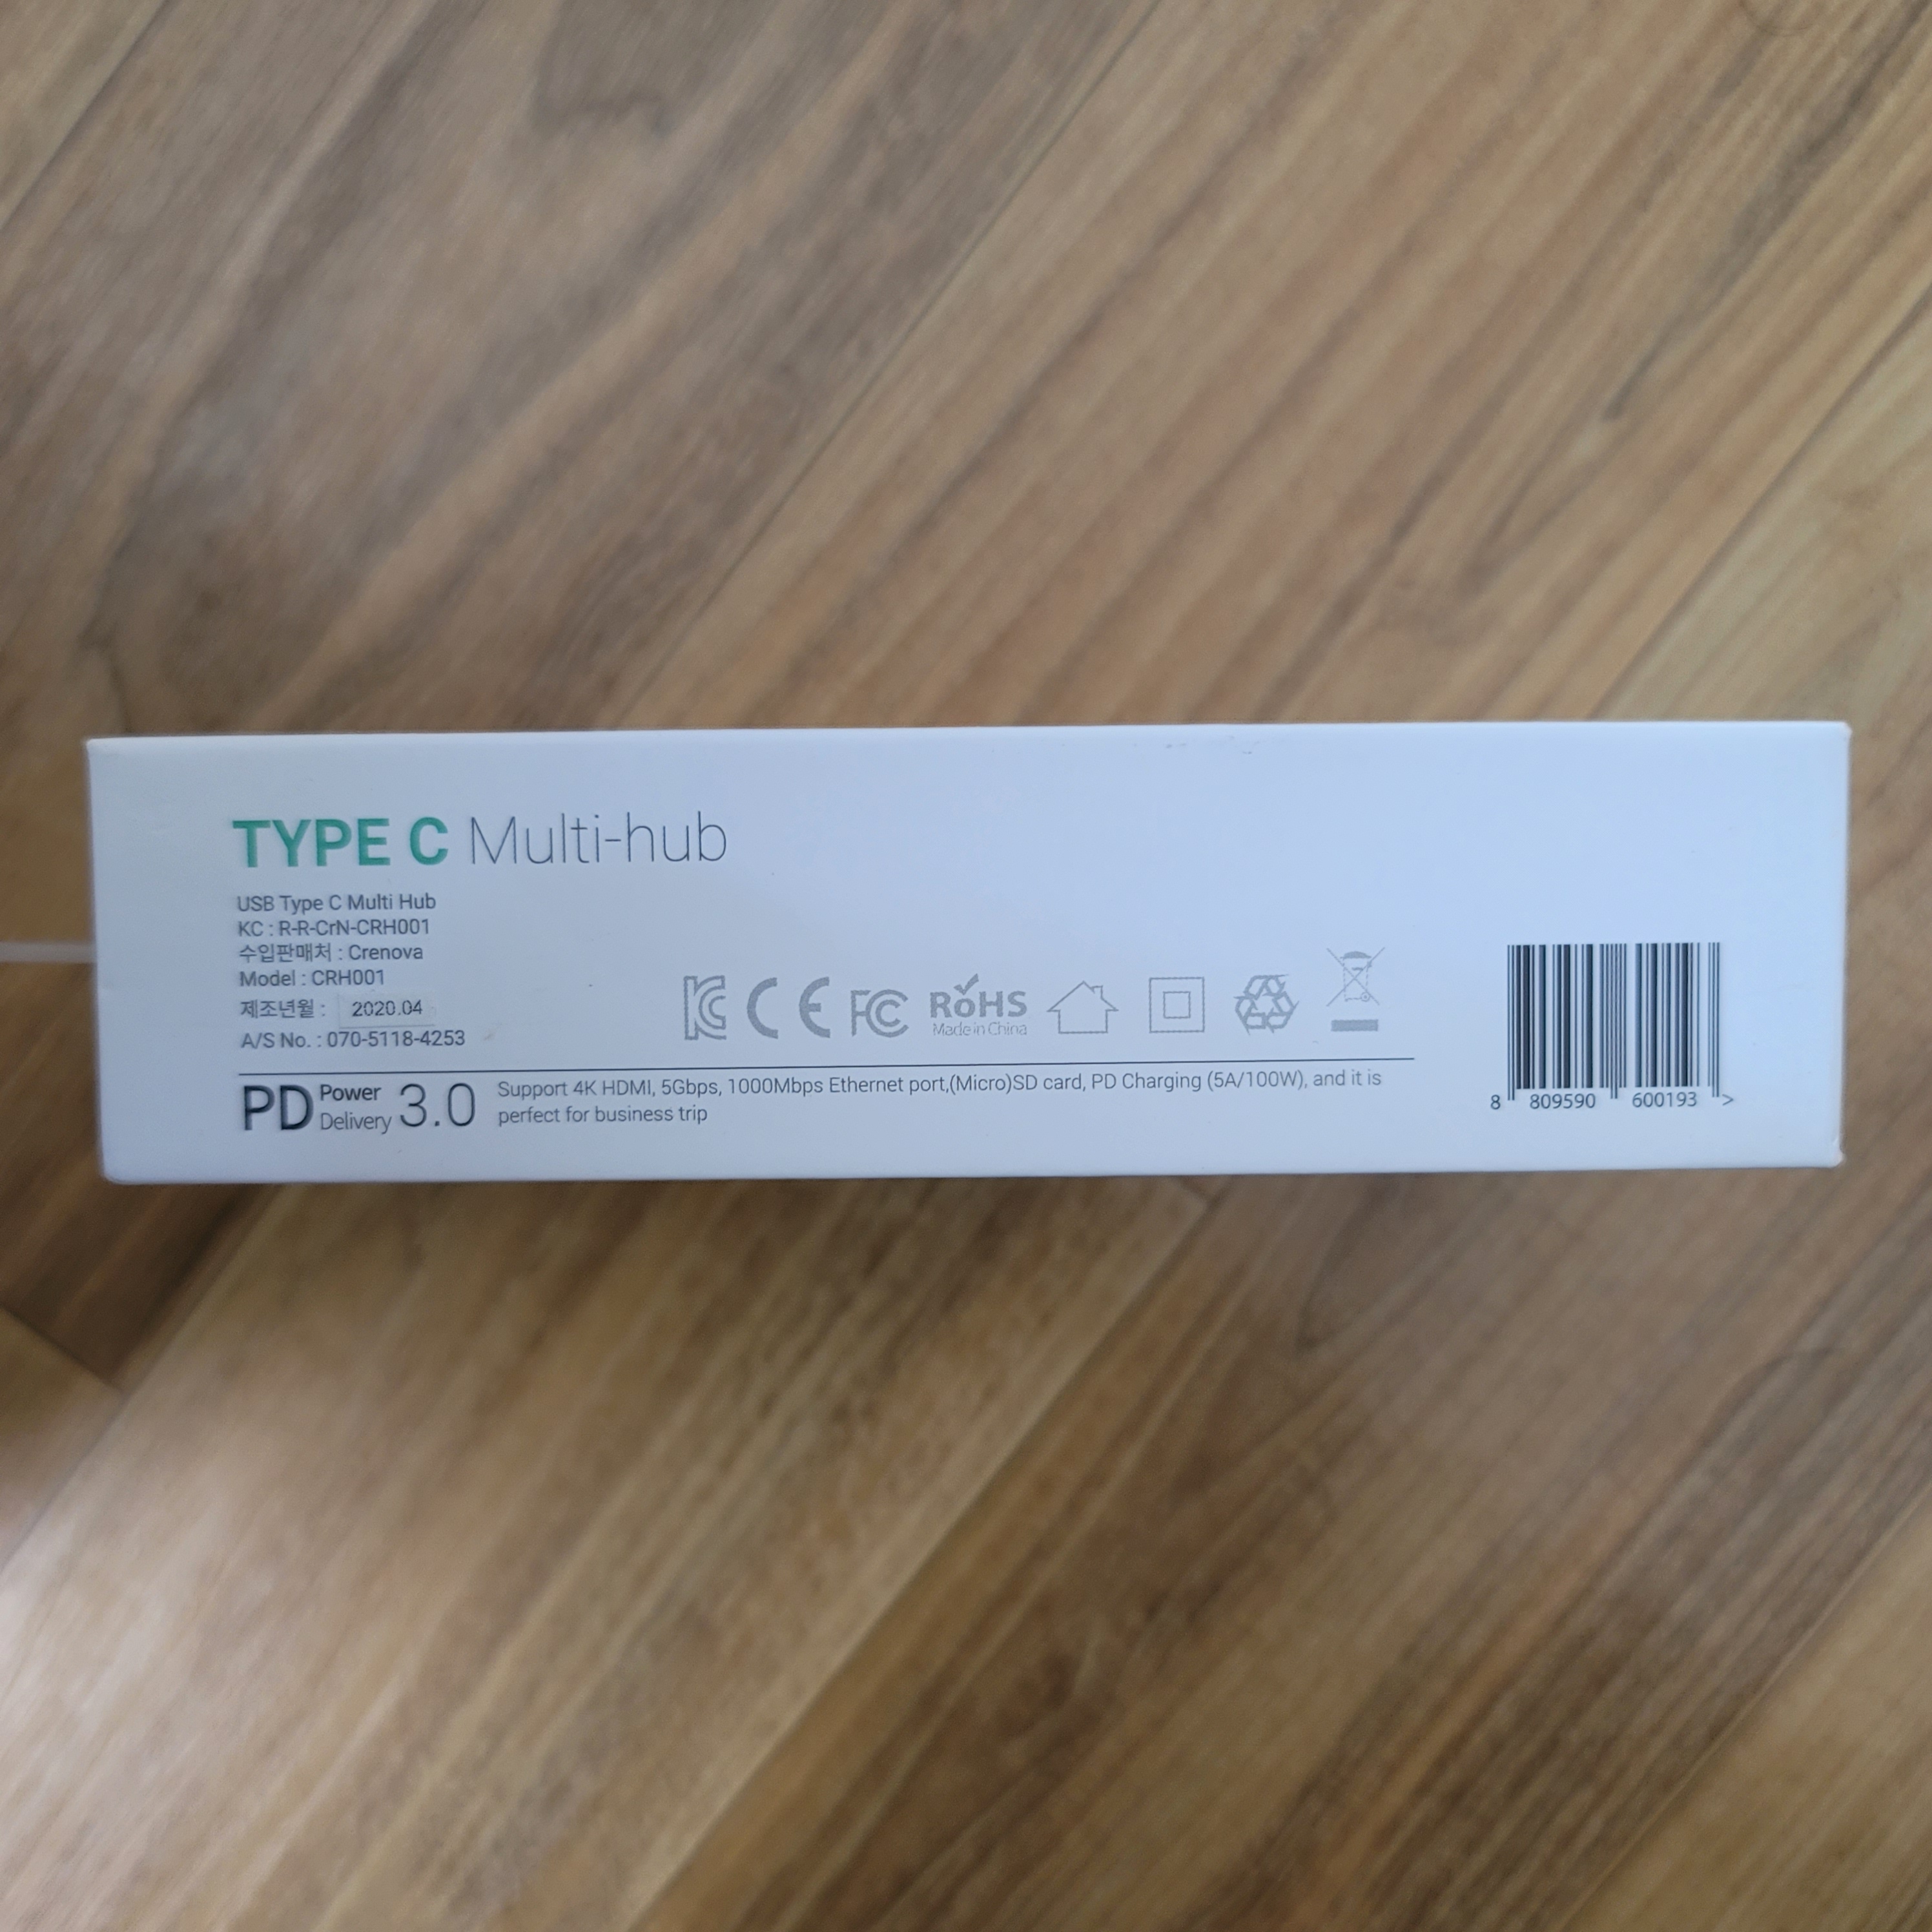 TYPE C Multi-hub
USB Type C Multi Hub
KC : R-R-CrN-CRH001
수입판매처 : Crenova
Model : CRH001
제조년월 : 2020.04
A/S No. : 070-5118-4253
KC CE FC RoHS
Made in China
PD Power Delivery 3.0
Support 4K HDMI, 5Gbps, 1000Mbps Ethernet port,(Micro)SD card, PD Charging (5A/100W), and it is
perfect for business trip
8 809590 600193 >